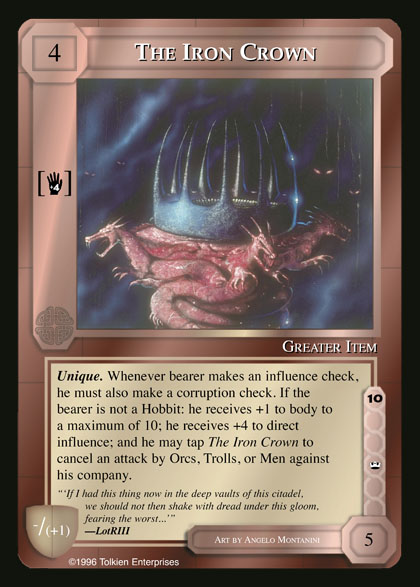 4
THE IRON CROWN
GREATER ITEM
Unique. Whenever bearer makes an influence check,
he must also make a corruption check. If the
bearer is not a Hobbit: he receives +1 to body to
a maximum of 10; he receives +4 to direct
influence; and he may tap The Iron Crown to
cancel an attack by Orcs, Trolls, or Men against
his company.
“‘If I had this thing now in the deep vaults of this citadel,
we should not then shake with dread under this gloom,
fearing the worst...’”
—LotRIII
10
-/(+1)
ART BY ANGELO MONTANINI
5
©1996 Tolkien Enterprises